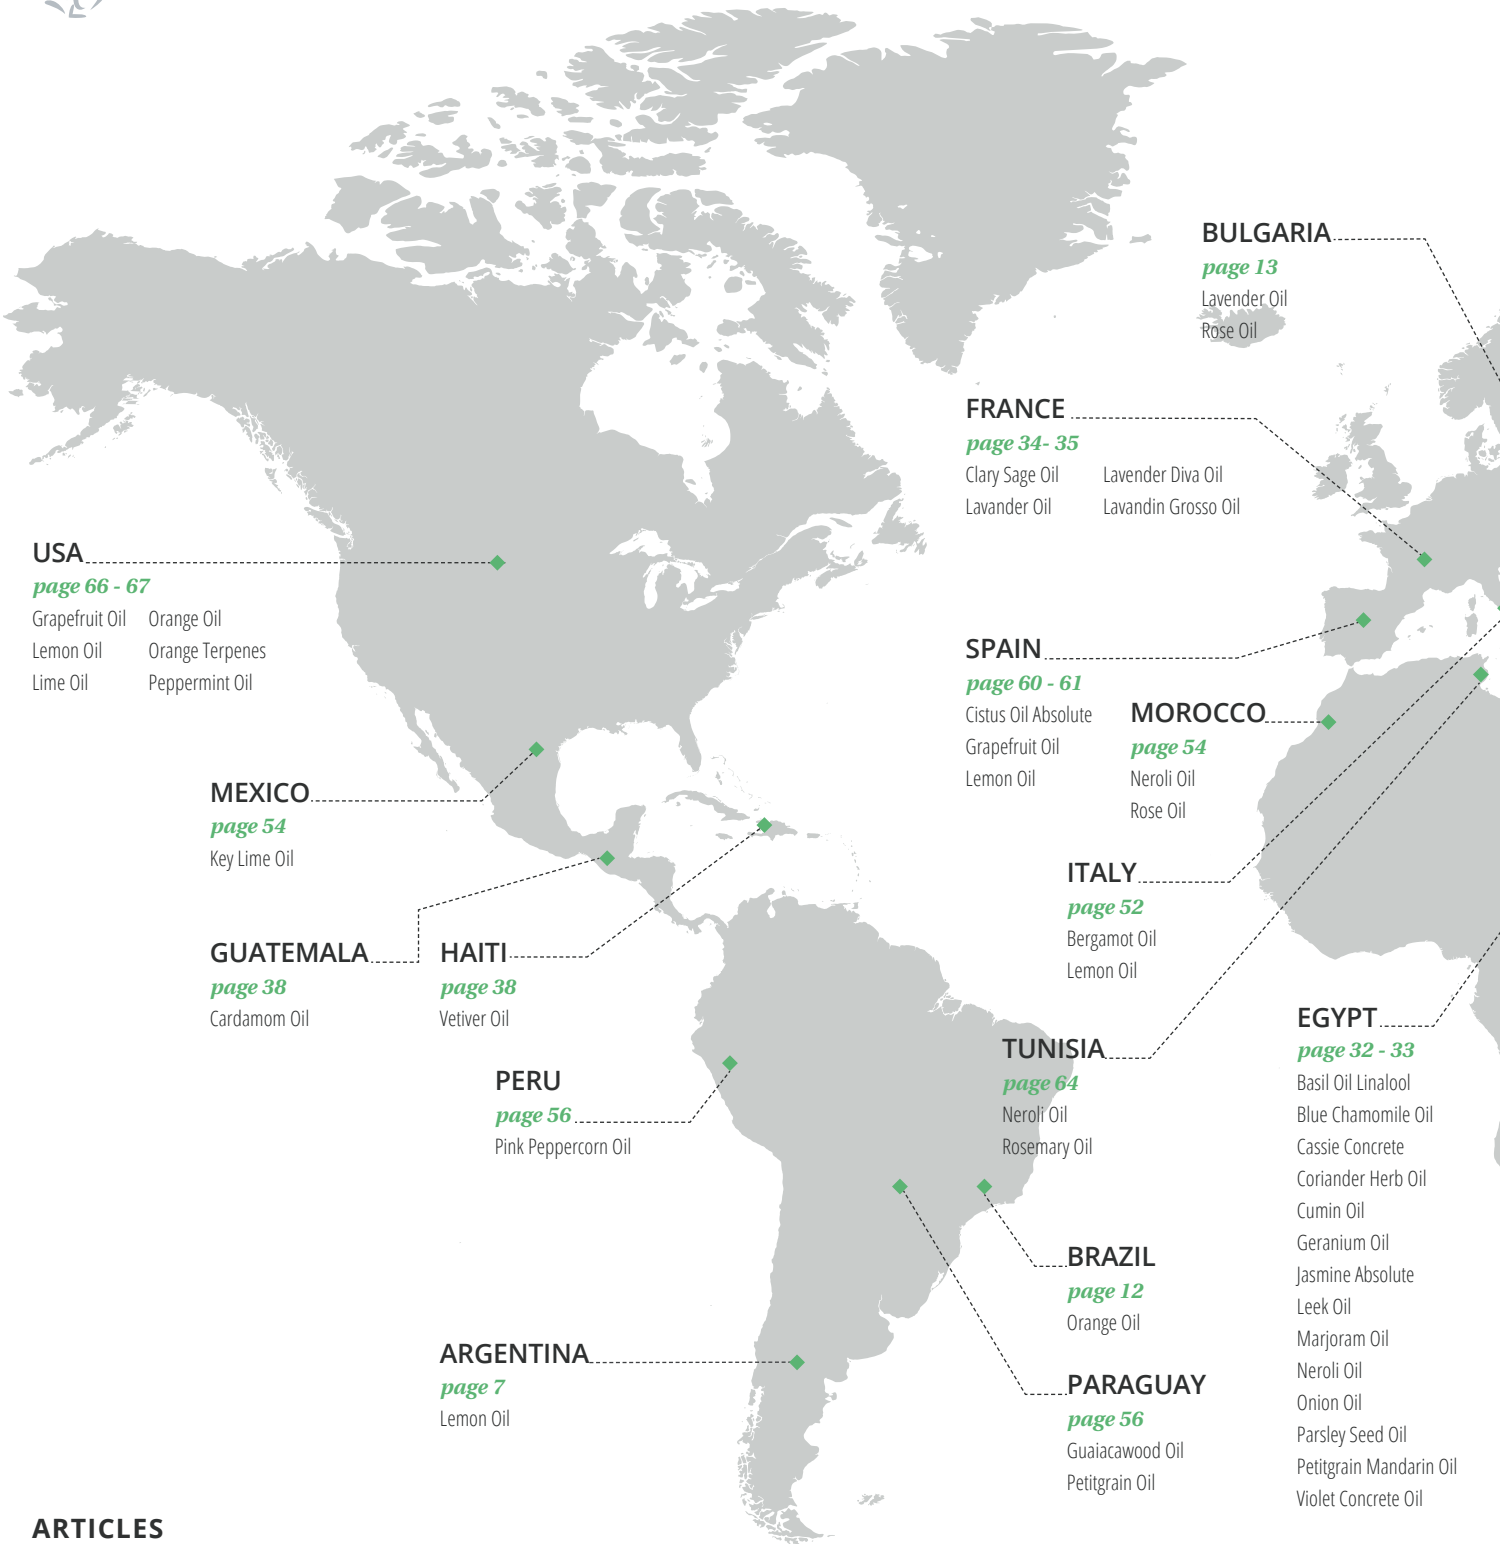 BULGARIA
page 13
Lavender Oil
Rose Oil
FRANCE
page 34- 35
Clary Sage Oil Lavender Diva Oil
Lavander Oil Lavandin Grosso Oil
USA
page 66 - 67
Grapefruit Oil Orange Oil
Lemon Oil Orange Terpenes
Lime Oil Peppermint Oil
SPAIN
page 60 - 61
Cistus Oil Absolute
Grapefruit Oil
Lemon Oil
MOROCCO
page 54
Neroli Oil
Rose Oil
MEXICO
page 54
Key Lime Oil
ITALY
page 52
Bergamot Oil
Lemon Oil
GUATEMALA
page 38
Cardamom Oil
HAITI
page 38
Vetiver Oil
TUNISIA
page 64
Neroli Oil
Rosemary Oil
EGYPT
page 32 - 33
Basil Oil Linalool
Blue Chamomile Oil
Cassie Concrete
Coriander Herb Oil
Cumin Oil
Geranium Oil
Jasmine Absolute
Leek Oil
Marjoram Oil
Neroli Oil
Onion Oil
Parsley Seed Oil
Petitgrain Mandarin Oil
Violet Concrete Oil
PERU
page 56
Pink Peppercorn Oil
BRAZIL
page 12
Orange Oil
ARGENTINA
page 7
Lemon Oil
PARAGUAY
page 56
Guaiacawood Oil
Petitgrain Oil
ARTICLES